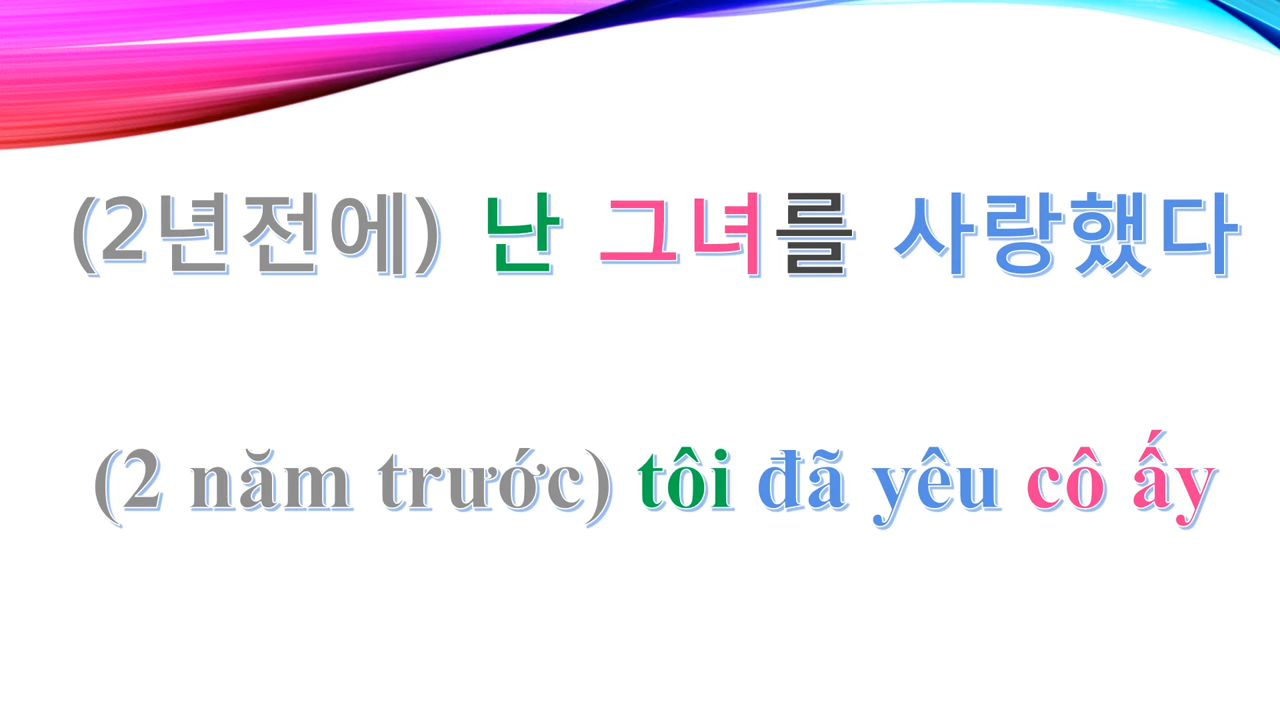 (2년전에) 난 그녀를 사랑했다
(2 năm trước) tôi đã yêu cô ấy